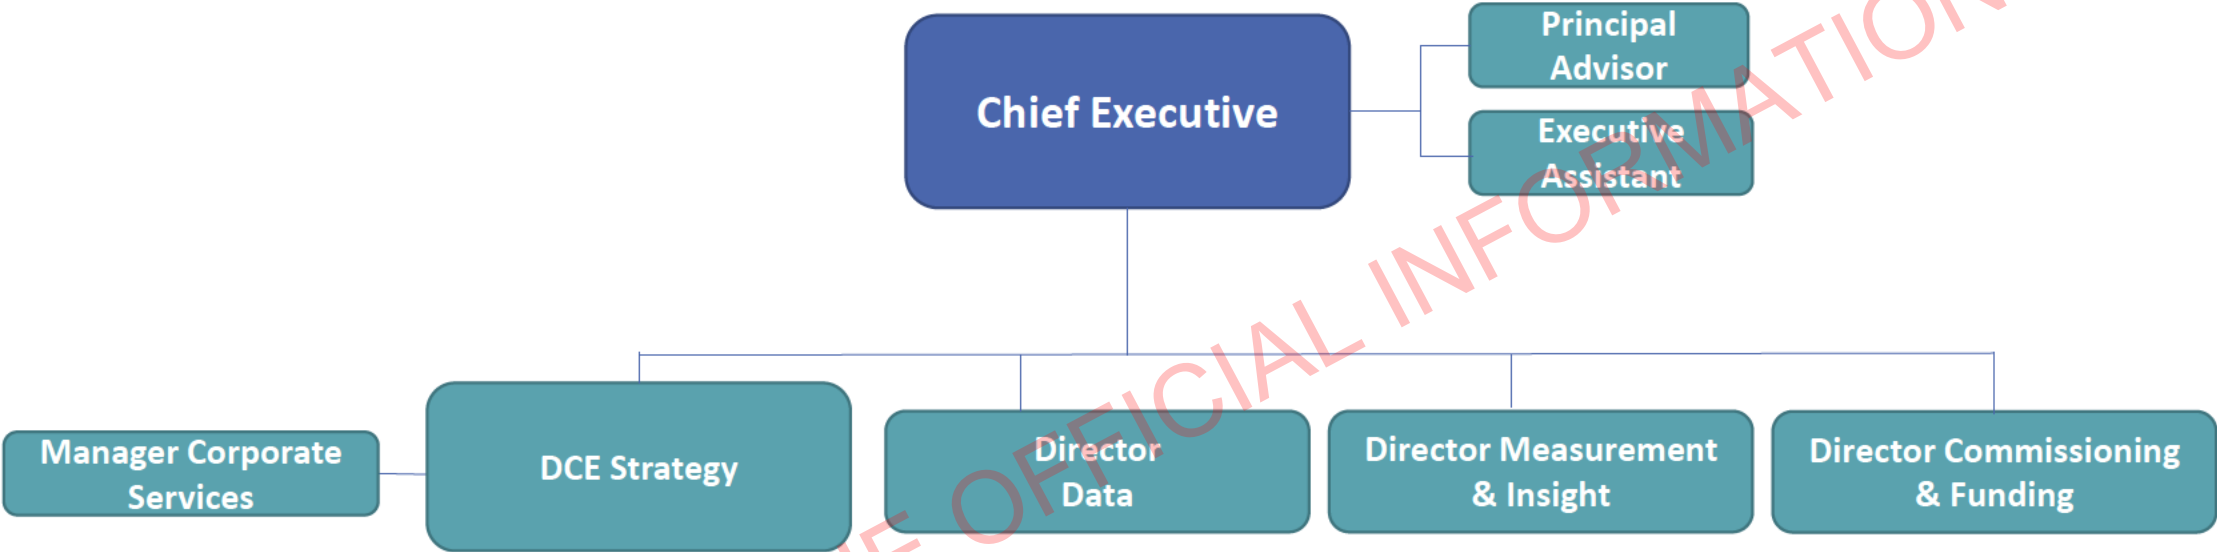 Principal
Advisor
Chief Executive
Executive
Assistant
Manager Corporate
Services
DCE Strategy
Director
Data
Director Measurement
& Insight
Director Commissioning
& Funding
OFFICIAL INFORMATION